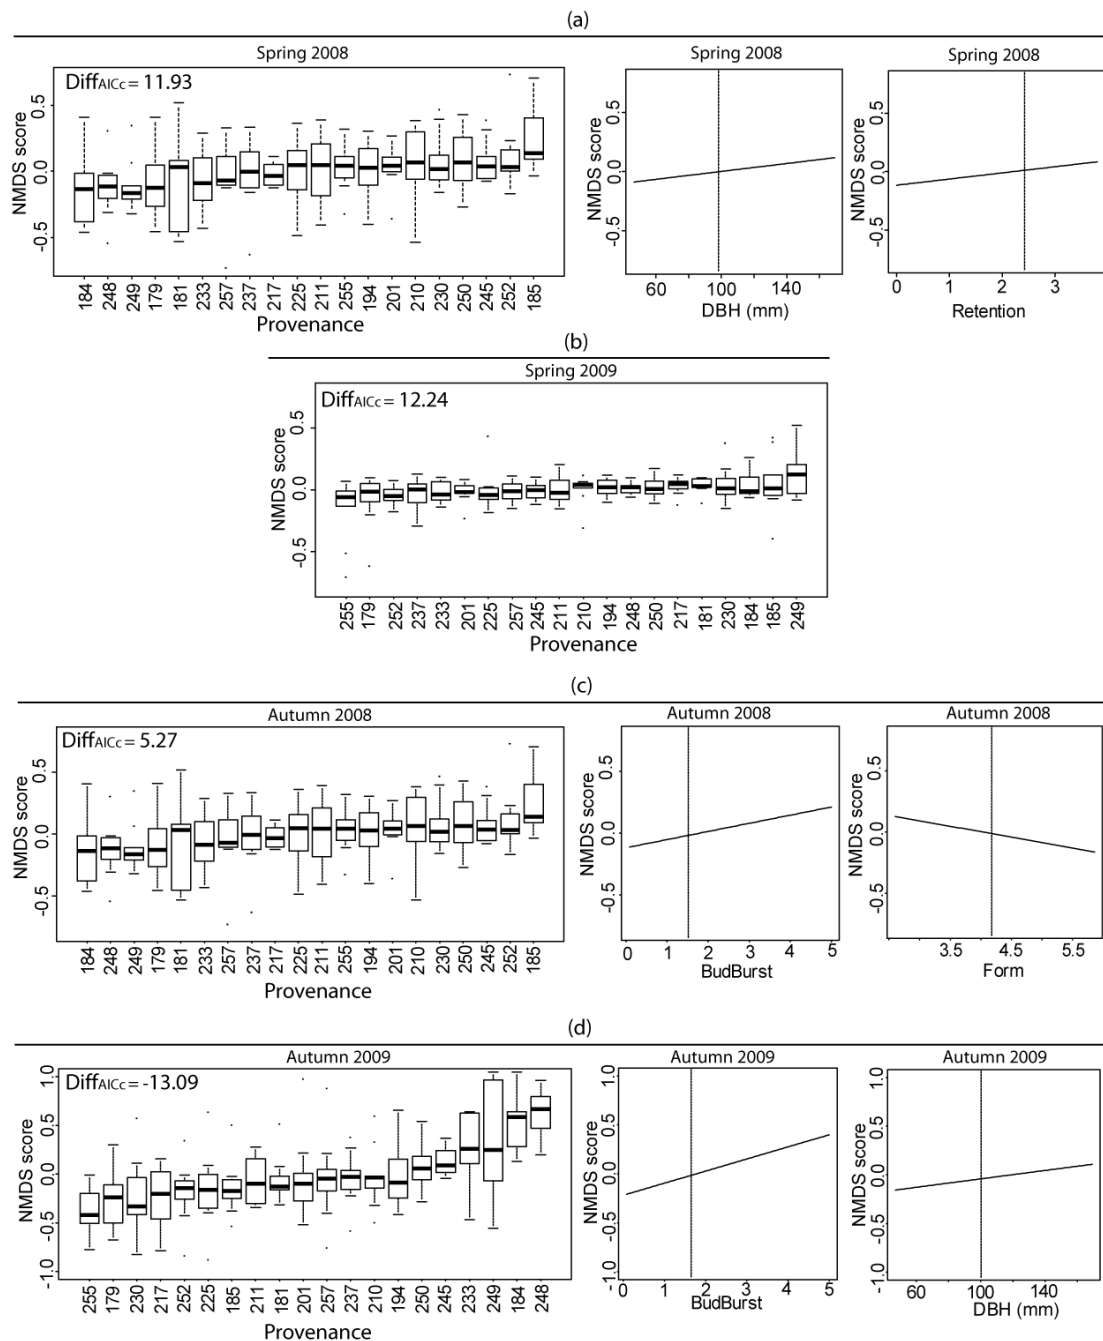 (a)
Spring 2008 Spring 2008 Spring 2008
DiffAICc = 11.93
NMDS score
0.5
0.0
-0.5
184 248 249 179 181 233 257 237 217 225 211 255 194 201 210 230 250 245 252 185
Provenance
NMDS score
0.5
0.0
-0.5
60 100 140
DBH (mm)
NMDS score
0.5
0.0
-0.5
0 1 2 3
Retention
(b)
Spring 2009
DiffAICc = 12.24
NMDS score
0.5
0.0
-0.5
255 179 252 237 233 201 225 257 245 211 210 194 248 250 217 181 230 184 185 249
Provenance
(c)
Autumn 2008 Autumn 2008 Autumn 2008
DiffAICc = 5.27
NMDS score
0.5
0.0
-0.5
184 248 249 179 181 233 257 237 217 225 211 255 194 201 210 230 250 245 252 185
Provenance
NMDS score
0.5
0.0
-0.5
0 1 2 3 4 5
BudBurst
NMDS score
0.5
0.0
-0.5
3.5 4.5 5.5
Form
(d)
Autumn 2009 Autumn 2009 Autumn 2009
DiffAICc = -13.09
NMDS score
1.0
0.5
0.0
-0.5
-1.0
255 179 230 217 252 225 185 211 181 201 257 237 210 194 250 245 233 249 184 248
Provenance
NMDS score
1.0
0.5
0.0
-0.5
-1.0
0 1 2 3 4 5
BudBurst
NMDS score
1.0
0.5
0.0
-0.5
-1.0
60 100 140
DBH (mm)